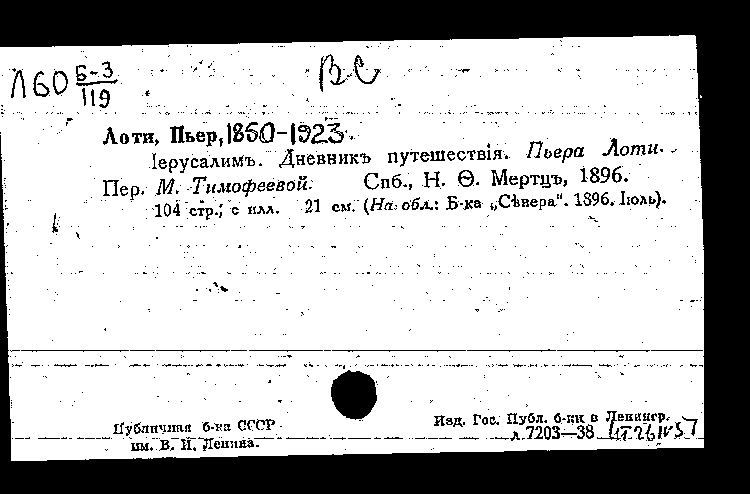 Л60 Б-3/119
ВС
Лоти, Пьер, 1850-1923.
Іерусалимъ. Дневникъ путешествія. Пьера Лоти.
Пер. М. Тимофеевой. Спб., Н. Ѳ. Мертцъ, 1896.
104 стр.; с илл. 21 см. (На обл.: Б-ка „Сѣвера". 1896. Іюль).
Публичная б-ка СССР
им. В. И. Ленина.
Изд. Гос. Публ. б-ки в Ленингр.
л 7203—38